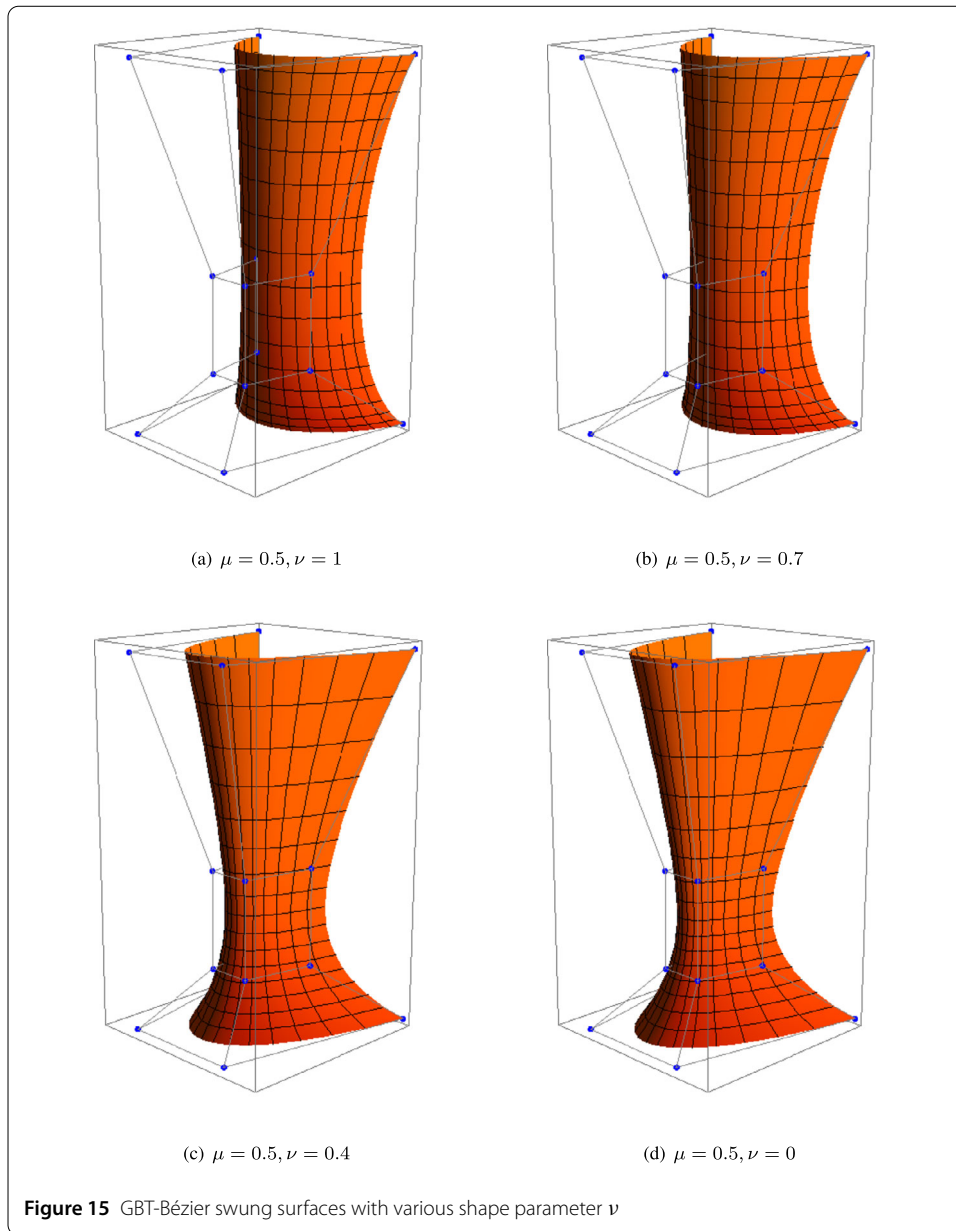 (a) μ = 0.5, ν = 1
(b) μ = 0.5, ν = 0.7
(c) μ = 0.5, ν = 0.4
(d) μ = 0.5, ν = 0
Figure 15 GBT-Bézier swung surfaces with various shape parameter ν